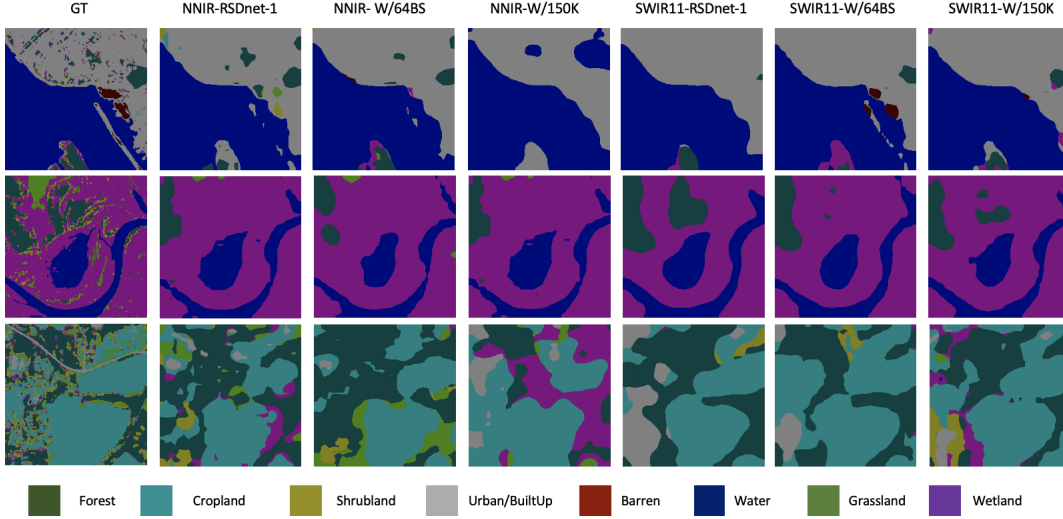 GT NNIR-RSDnet-1 NNIR- W/64BS NNIR-W/150K SWIR11-RSDnet-1 SWIR11-W/64BS SWIR11-W/150K
Forest Cropland Shrubland Urban/BuiltUp Barren Water Grassland Wetland